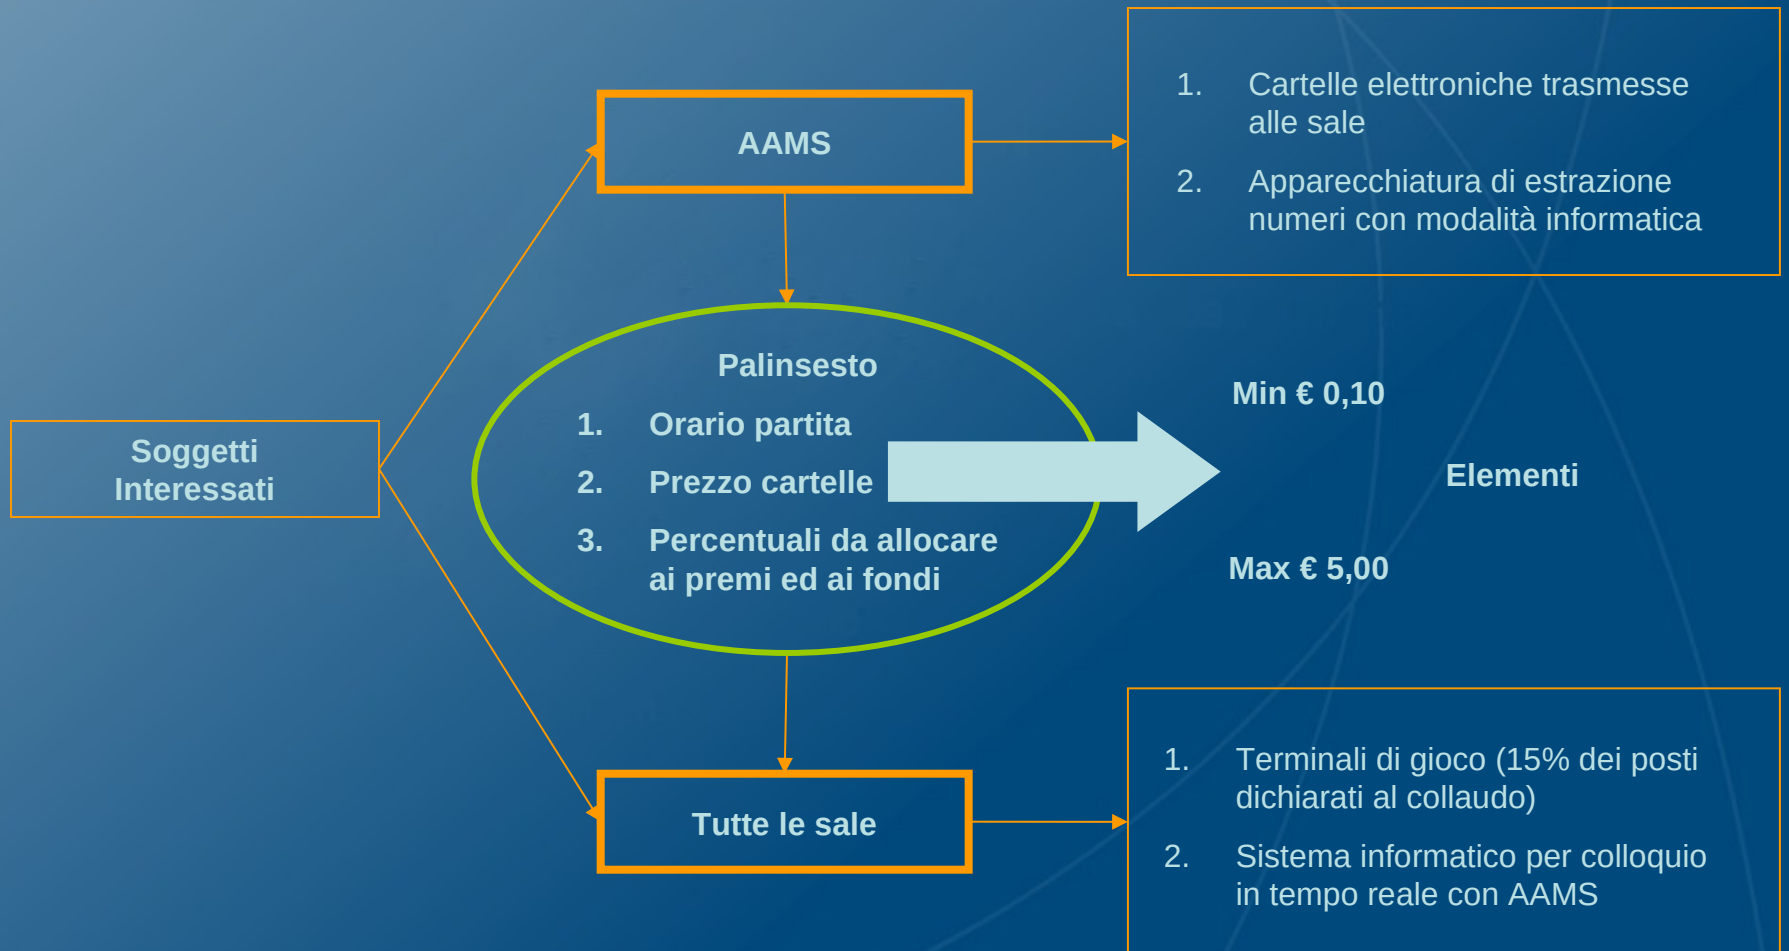 AAMS
1. Cartelle elettroniche trasmesse
alle sale
2. Apparecchiatura di estrazione
numeri con modalità informatica
Soggetti
Interessati
Palinsesto
1. Orario partita
2. Prezzo cartelle
3. Percentuali da allocare
ai premi ed ai fondi
Min € 0,10
Elementi
Max € 5,00
Tutte le sale
1. Terminali di gioco (15% dei posti
dichiarati al collaudo)
2. Sistema informatico per colloquio
in tempo reale con AAMS